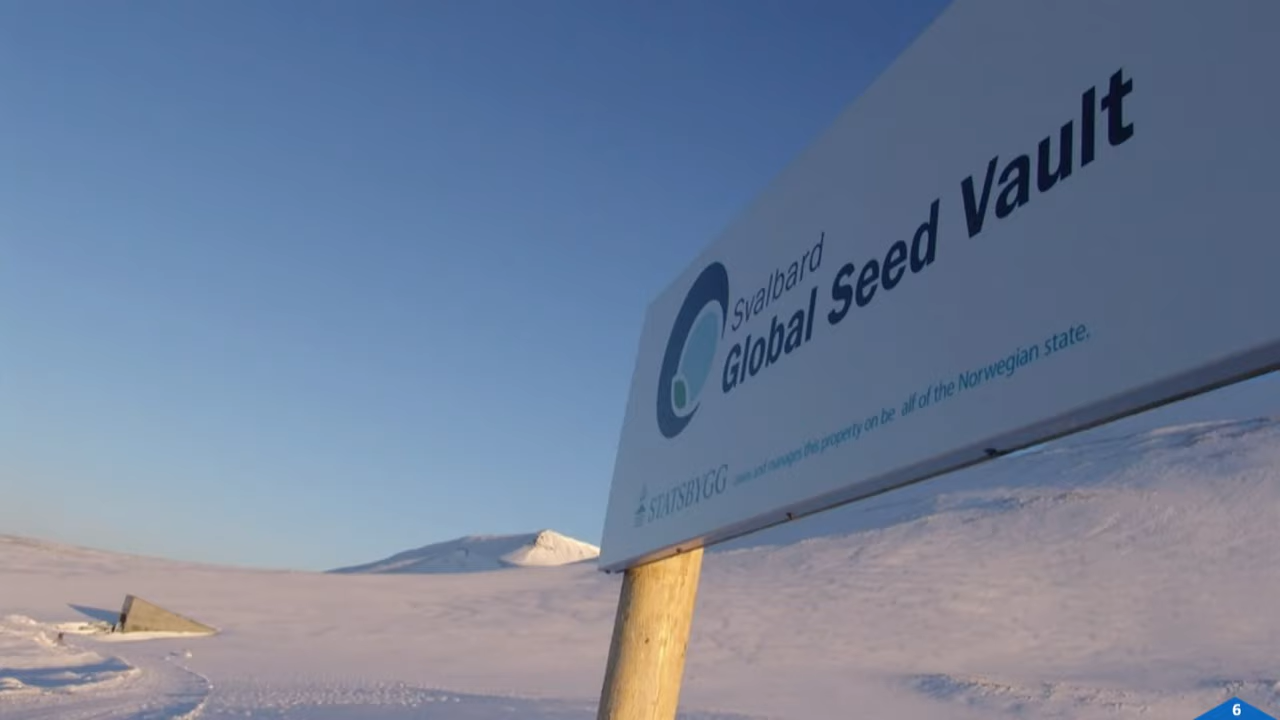 Svalbard
Global Seed Vault
STATSBYGG owns and manages this property on be alf of the Norwegian state.
6